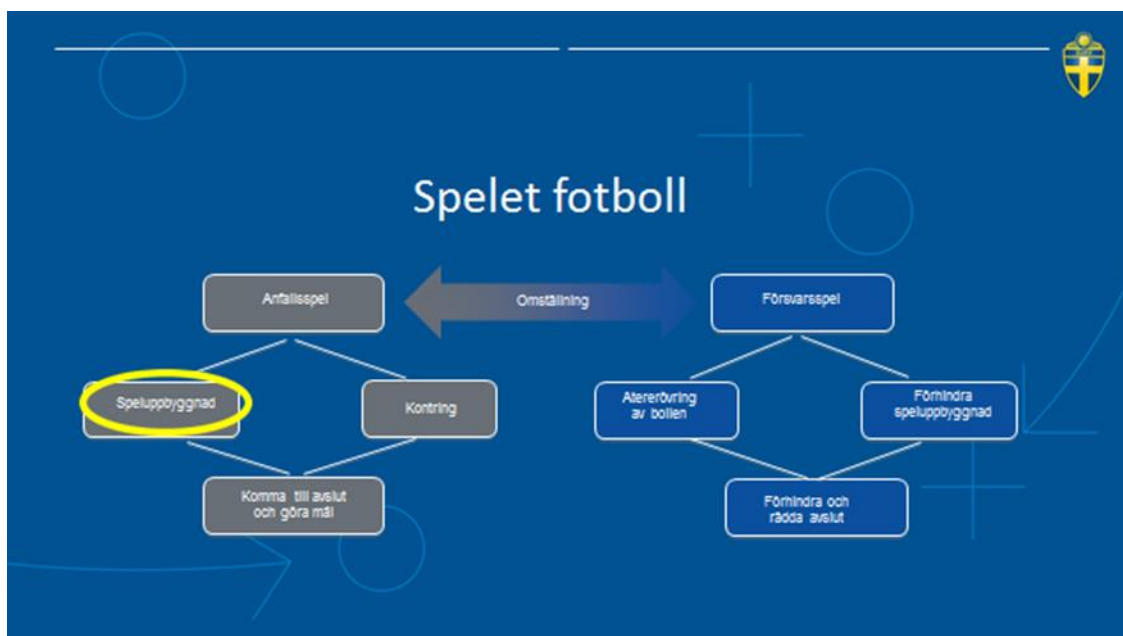 Spelet fotboll
Anfallsspel
Omställning
Försvarsspel
Speluppbyggnad
Kontring
Återerövring
av bollen
Förhindra
speluppbyggnad
Komma till avslut
och göra mål
Förhindra och
rädda avslut